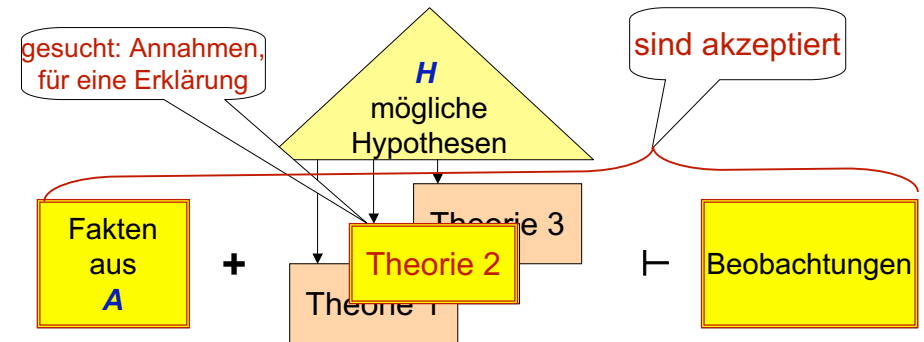 gesucht: Annahmen,
für eine Erklärung
H
mögliche
Hypothesen
sind akzeptiert
Fakten
aus
A
+
Theorie 3
Theorie 2
Theorie 1
⊢
Beobachtungen